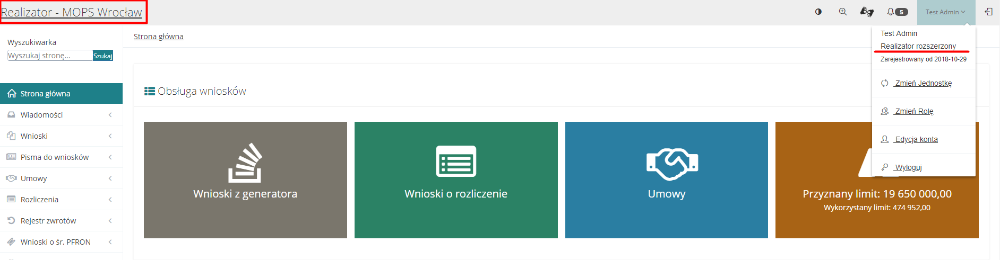 Realizator - MOPS Wrocław
5
Test Admin
Wyszukiwarka
Wyszukaj stronę...
Szukaj
Strona główna
Wiadomości
Wnioski
Pisma do wniosków
Umowy
Rozliczenia
Rejestr zwrotów
Wnioski o śr. PFRON
Strona główna
Obsługa wniosków
Wnioski z generatora
Wnioski o rozliczenie
Umowy
Przyznany limit: 19 650 000,00
Wykorzystany limit: 474 952,00
Test Admin
Realizator rozszerzony
Zarejestrowany od 2018-10-29
Zmień Jednostkę
Zmień Rolę
Edycja konta
Wyloguj